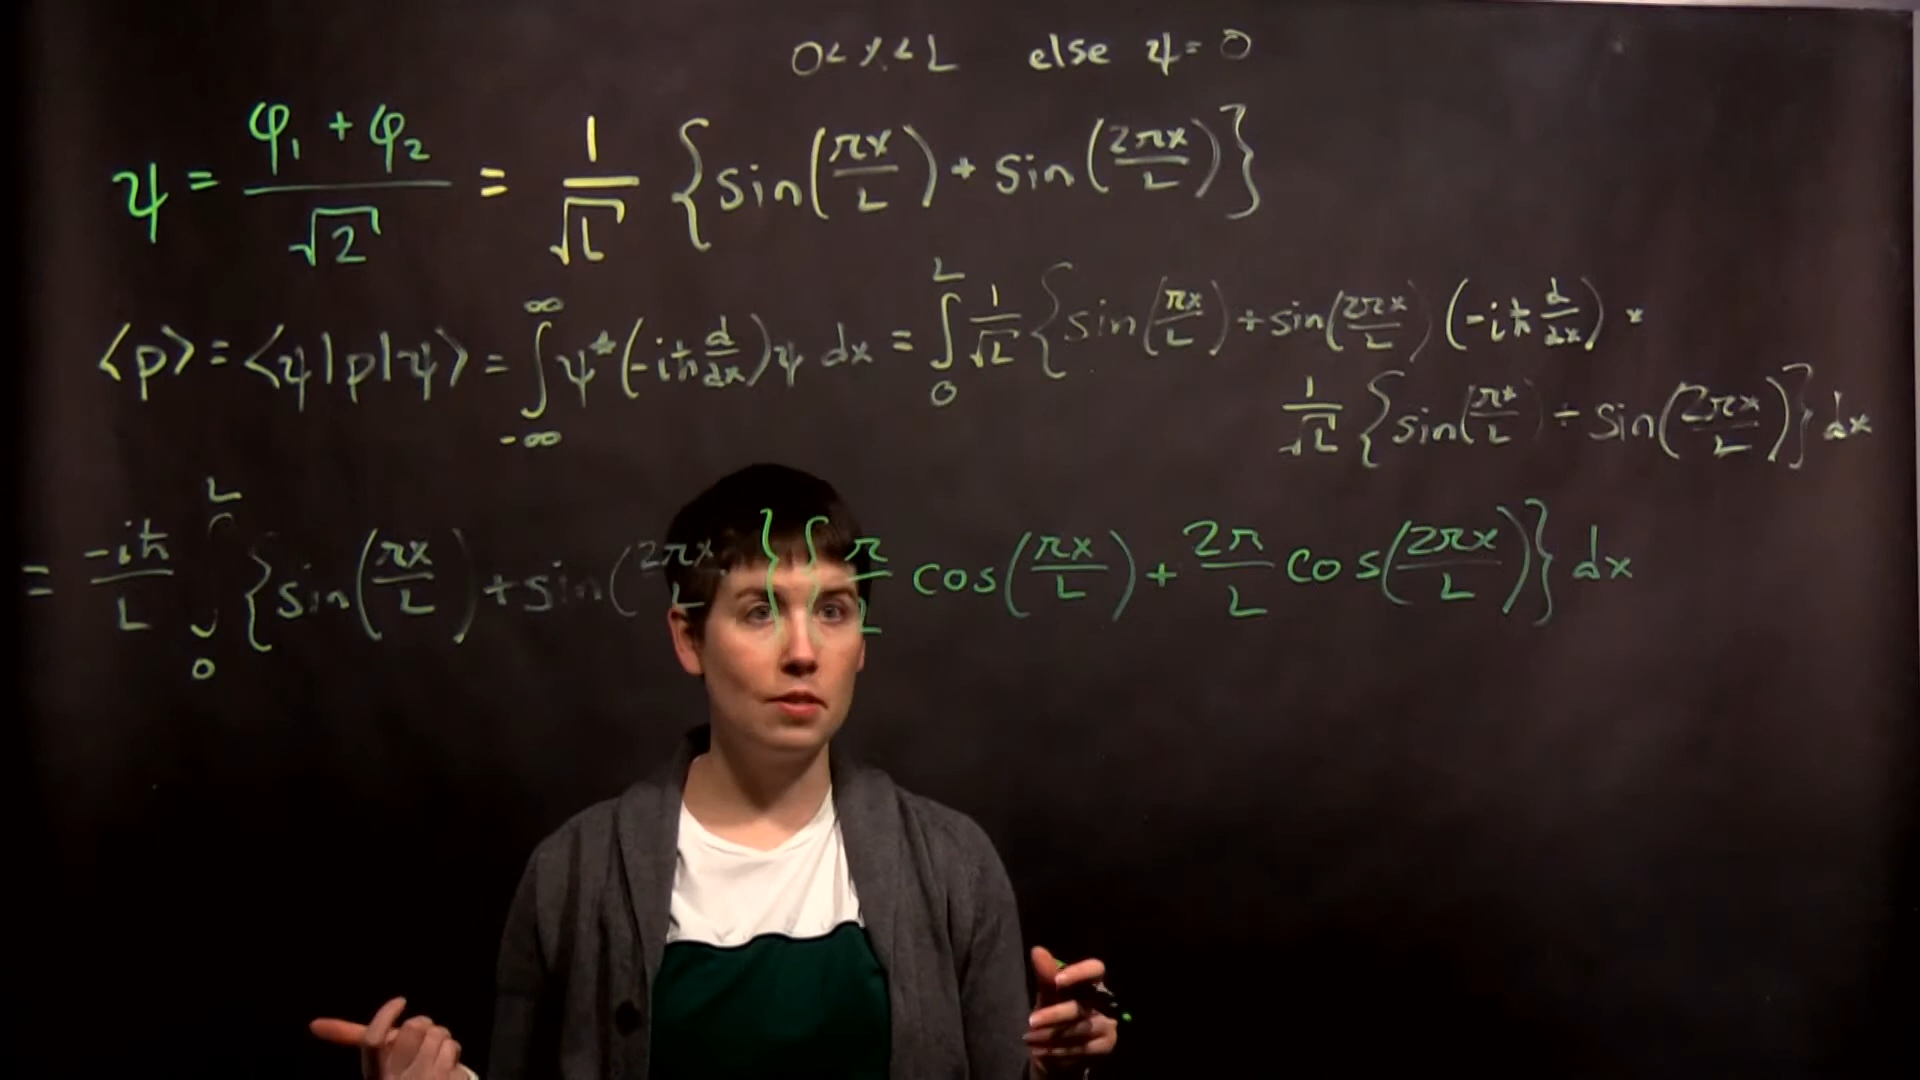 0 < x < L else ψ = 0
ψ = (φ₁ + φ₂)/√2 = 1/√L {sin(πx/L) + sin(2πx/L)}
⟨p⟩ = ⟨ψ|p|ψ⟩ = ∫_{-∞}^{∞} ψ*(-iħ d/dx)ψ dx = ∫₀ᴸ 1/√L {sin(πx/L) + sin(2πx/L) (-iħ d/dx) *
1/√L {sin(πx/L) + sin(2πx/L)} dx
= -iħ/L ∫₀ᴸ {sin(πx/L) + sin(2πx/L} {π/L cos(πx/L) + 2π/L cos(2πx/L)} dx